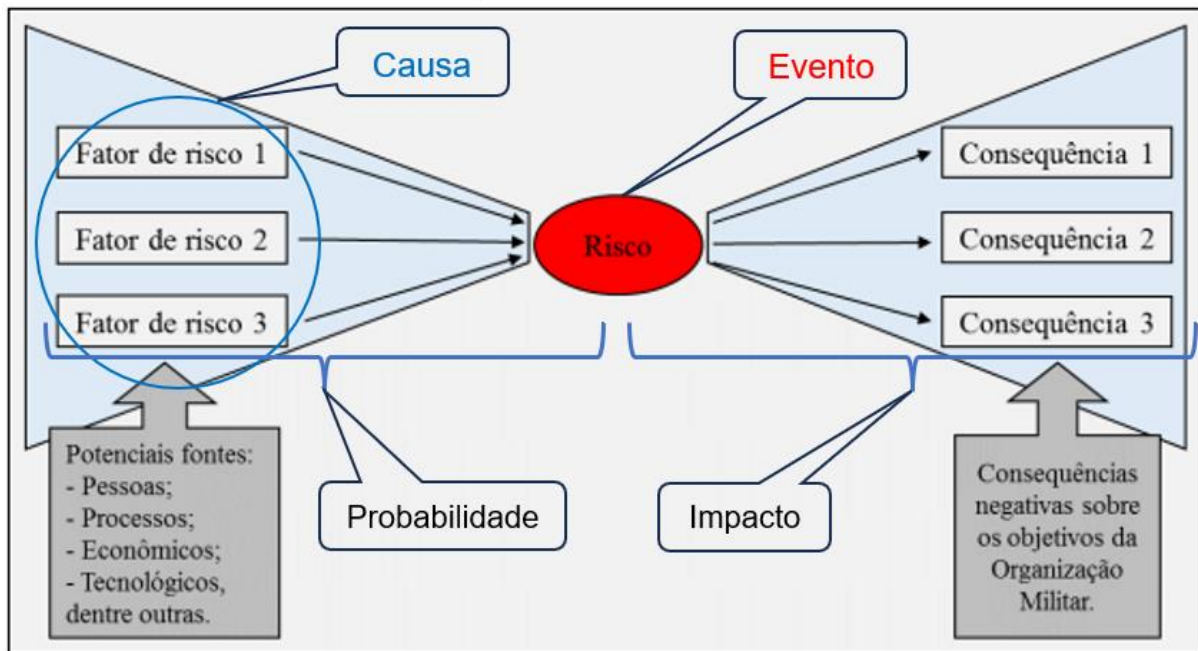 Causa
Evento
Fator de risco 1
Fator de risco 2
Fator de risco 3
Risco
Consequência 1
Consequência 2
Consequência 3
Potenciais fontes:
- Pessoas;
- Processos;
- Econômicos;
- Tecnológicos,
dentre outras.
Probabilidade
Impacto
Consequências
negativas sobre
os objetivos da
Organização
Militar.